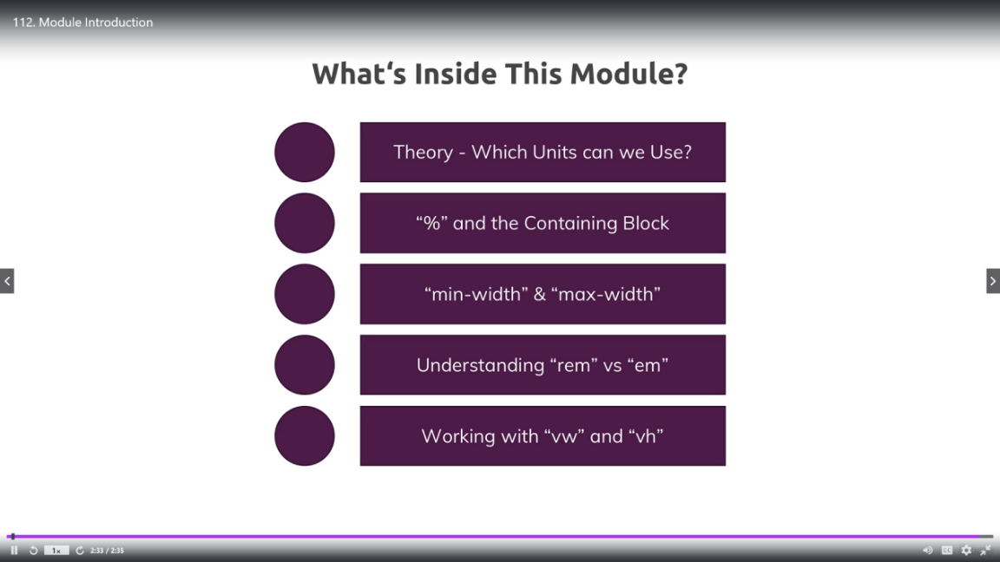 112. Module Introduction
What‘s Inside This Module?
Theory - Which Units can we Use?
“%” and the Containing Block
“min-width” & “max-width”
Understanding “rem” vs “em”
Working with “vw” and “vh”
1x 2:33 / 2:35 CC